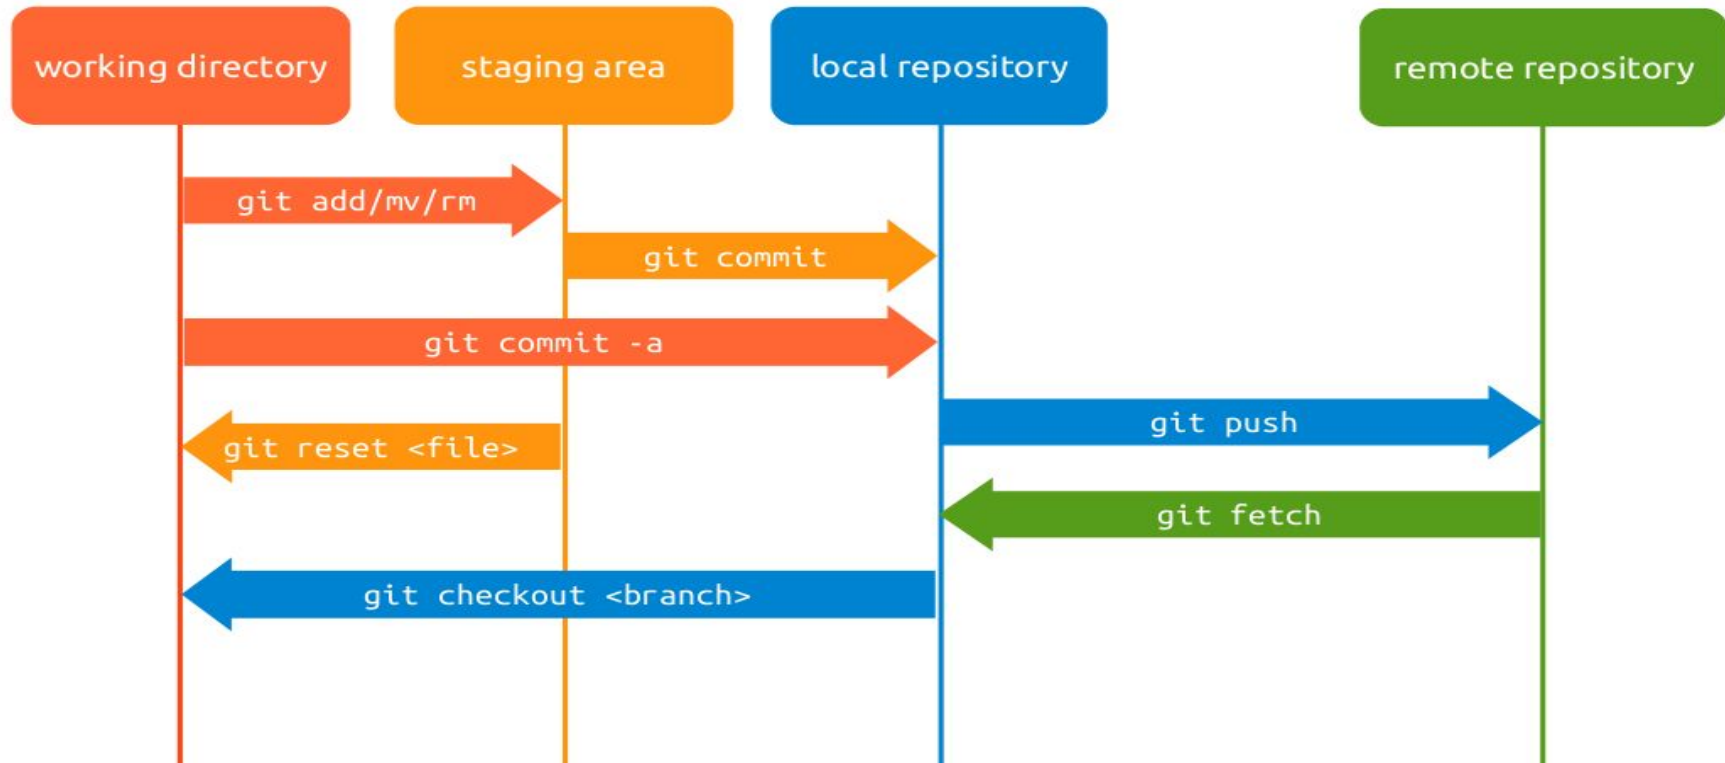 working directory
staging area
local repository
remote repository
git add/mv/rm
git commit
git commit -a
git push
git reset <file>
git fetch
git checkout <branch>